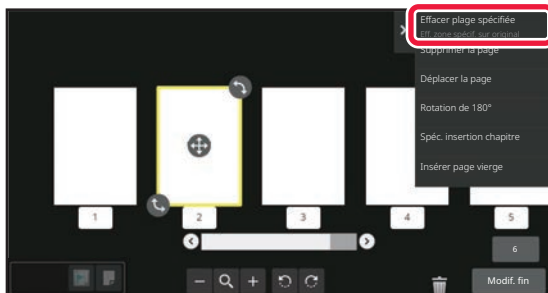 Effacer plage spécifiée
Eff. zone spécif. sur original
Supprimer la page
Déplacer la page
Rotation de 180°
Spéc. insertion chapitre
Insérer page vierge
1
2
3
4
5
6
Modif. fin